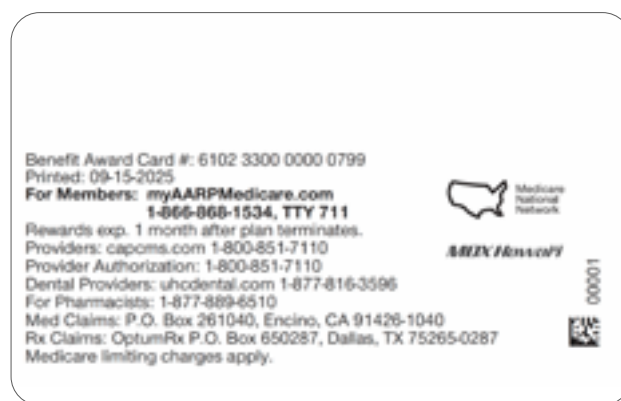 Benefit Award Card #: 6102 3300 0000 0799
Printed: 09-15-2025
For Members: myAARPMedicare.com
1-866-868-1534, TTY 711
Rewards exp. 1 month after plan terminates.
Providers: capcms.com 1-800-851-7110
Provider Authorization: 1-800-851-7110
Dental Providers: uhcdental.com 1-877-816-3596
For Pharmacists: 1-877-889-6510
Med Claims: P.O. Box 261040, Encino, CA 91426-1040
Rx Claims: OptumRx P.O. Box 650287, Dallas, TX 75265-0287
Medicare limiting charges apply.
Medicare
National
Network
MDX Hawai'i
00001